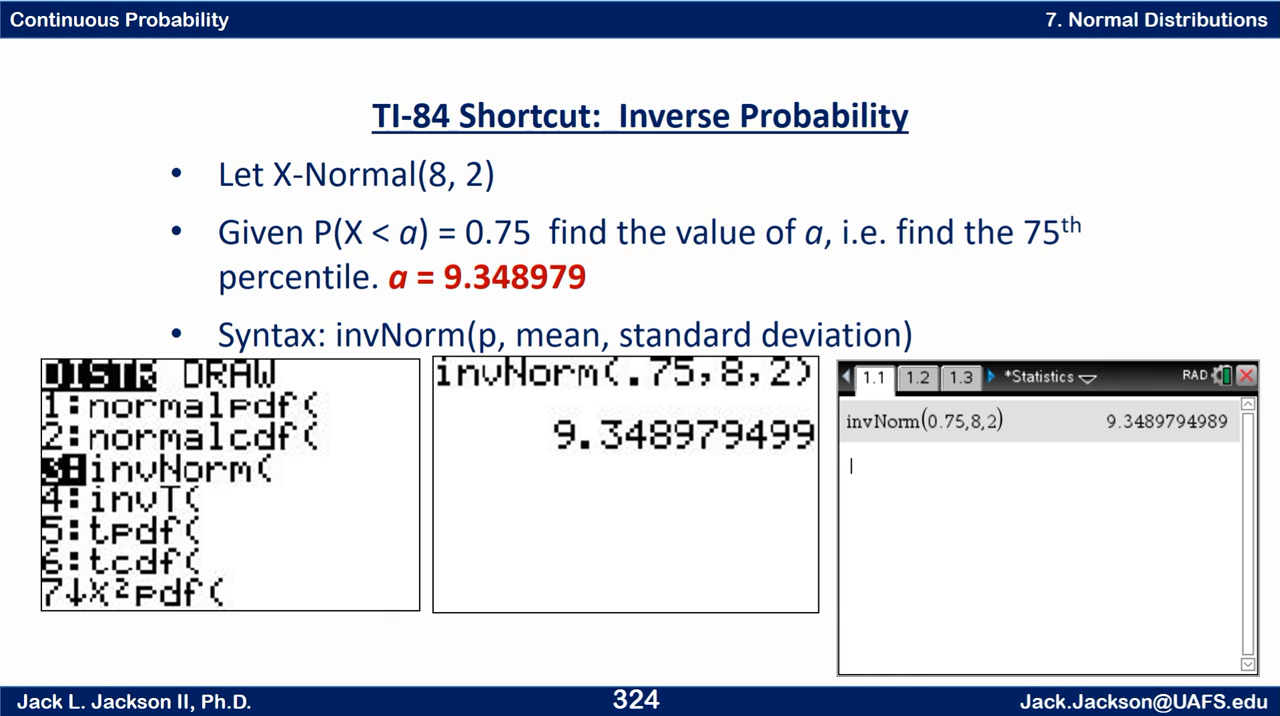 Continuous Probability
7. Normal Distributions
TI-84 Shortcut: Inverse Probability
• Let X-Normal(8, 2)
• Given P(X < a) = 0.75 find the value of a, i.e. find the 75th
percentile. a = 9.348979
• Syntax: invNorm(p, mean, standard deviation)
DISTR DRAW
1:normalpdf(
2:normalcdf(
3:invNorm(
4:invT(
5:tpdf(
6:tcdf(
7↓X²pdf(
invNorm(.75,8,2)
9.348979499
1.1 1.2 1.3 *Statistics RAD
invNorm(0.75,8,2) 9.3489794989
Jack L. Jackson II, Ph.D.
324
Jack.Jackson@UAFS.edu